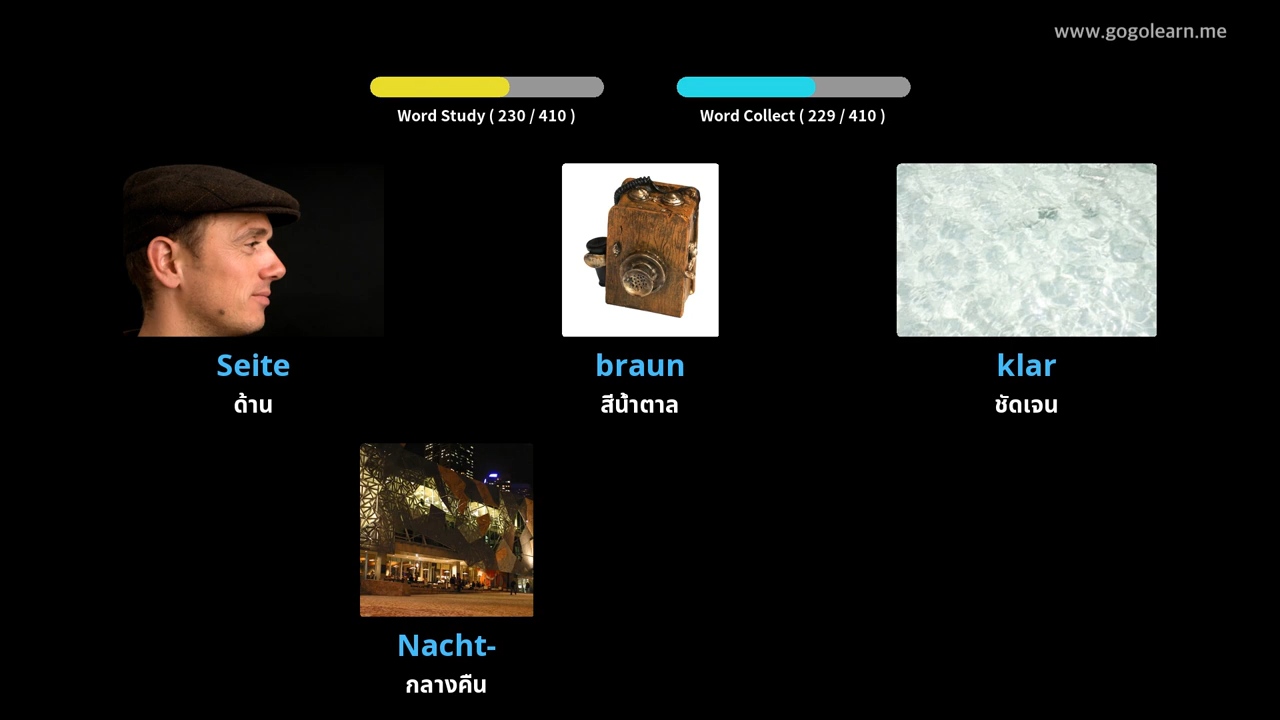 www.gogolearn.me
Word Study ( 230 / 410 )
Word Collect ( 229 / 410 )
Seite
ด้าน
braun
สีน้ำตาล
klar
ชัดเจน
Nacht-
กลางคืน